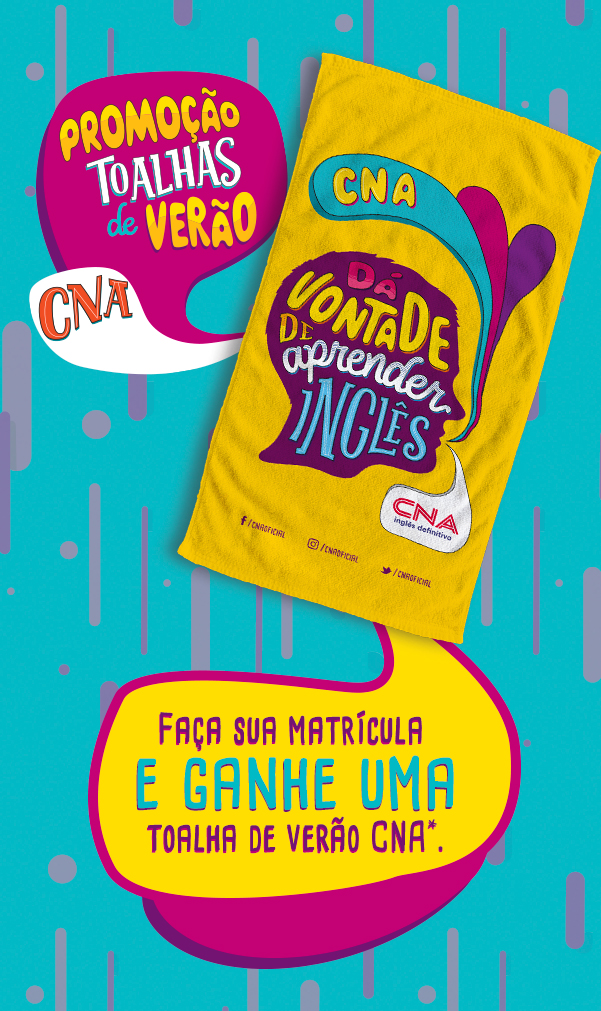 PROMOÇÃO
TOALHAS
de VERÃO
CNA
CNA
DÁ
VONTADE
DE
aprender
INGLÊS
CNA
inglês definitivo
f /CNAOFICIAL
/CNAOFICIAL
/CNAOFICIAL
FAÇA SUA MATRÍCULA
E GANHE UMA
TOALHA DE VERÃO CNA*.